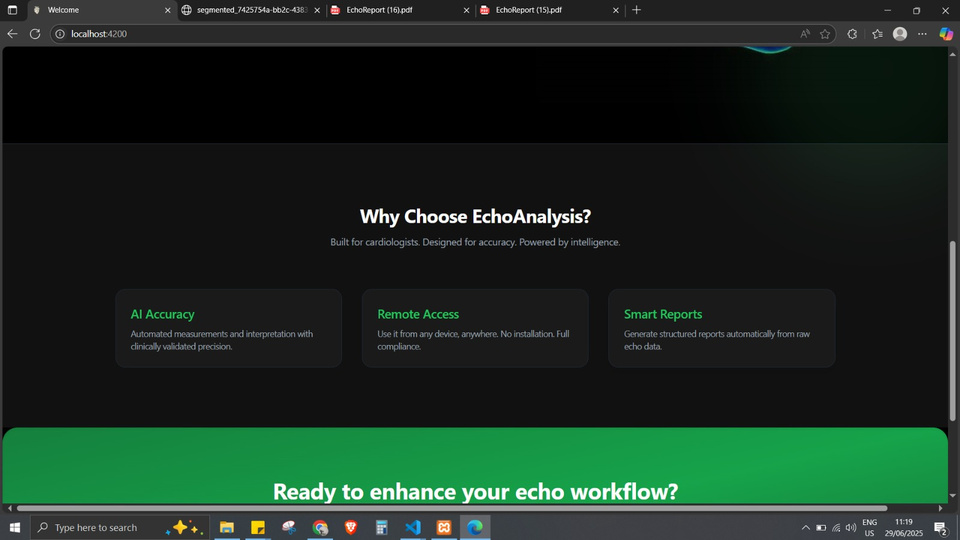 Welcome
segmented_7425754a-bb2c-4383
EchoReport (16).pdf
EchoReport (15).pdf
localhost:4200
Why Choose EchoAnalysis?
Built for cardiologists. Designed for accuracy. Powered by intelligence.
AI Accuracy
Automated measurements and interpretation with
clinically validated precision.
Remote Access
Use it from any device, anywhere. No installation. Full
compliance.
Smart Reports
Generate structured reports automatically from raw
echo data.
Ready to enhance your echo workflow?
Type here to search
ENG
US
11:19
29/06/2025
2